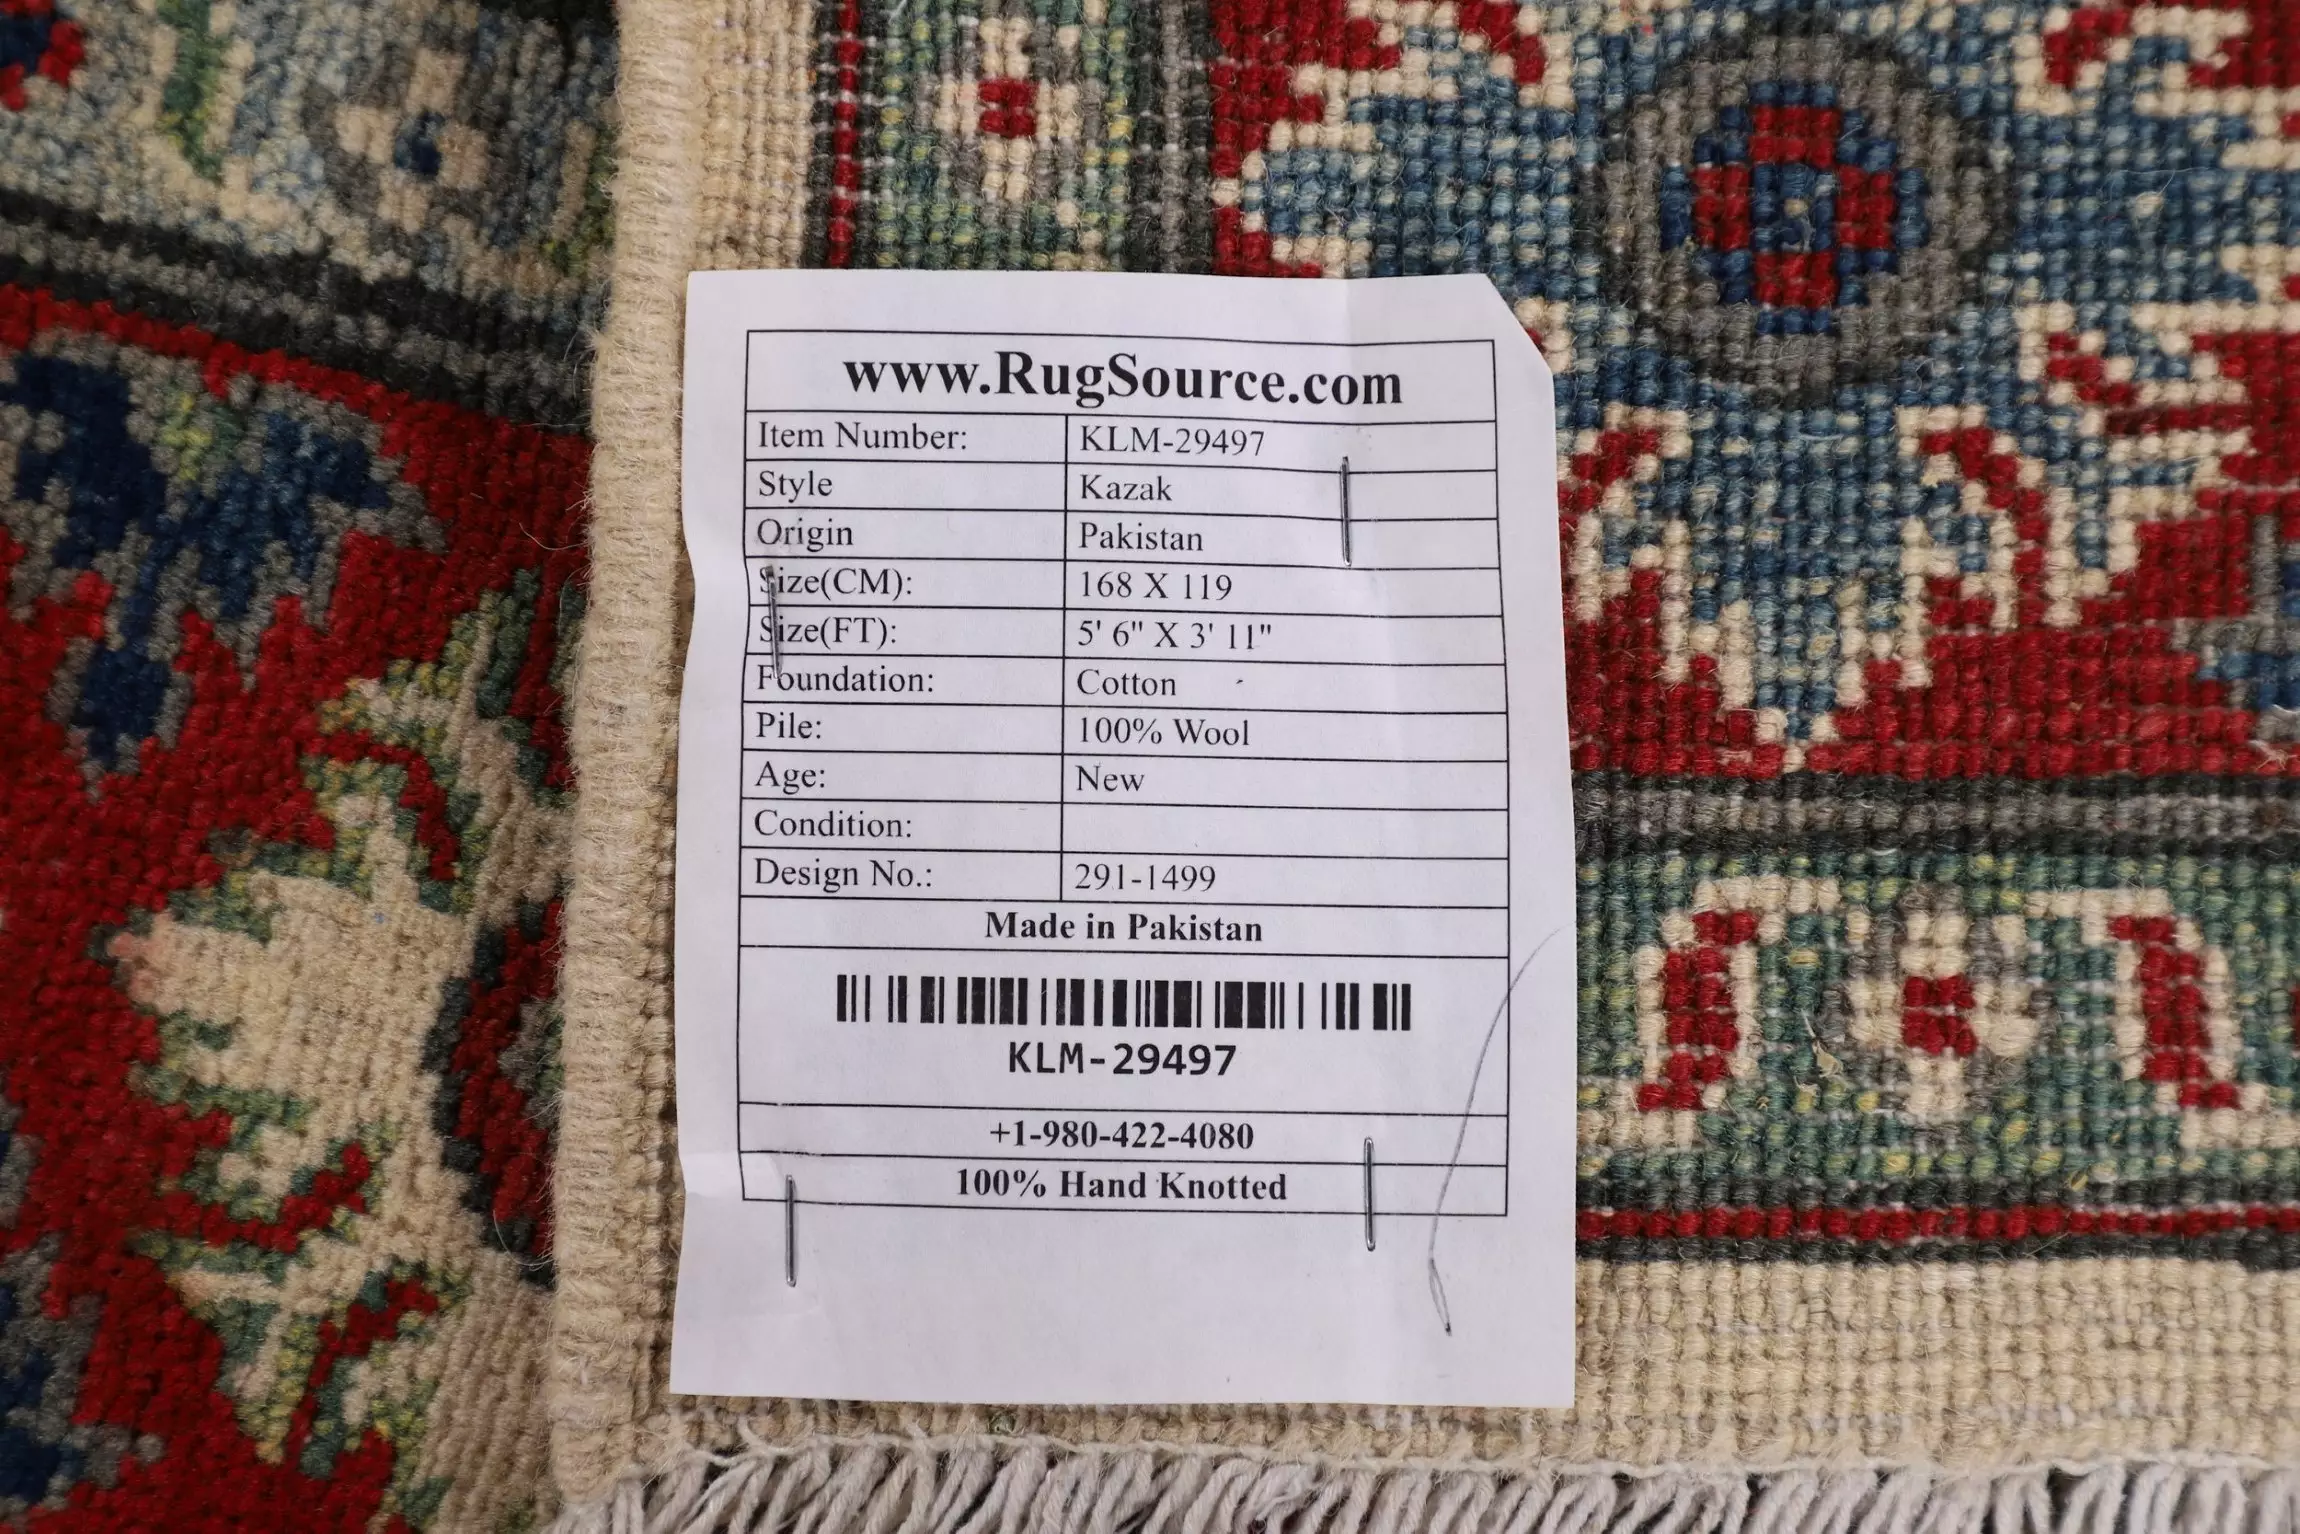 www.RugSource.com
Item Number: KLM-29497
Style Kazak
Origin Pakistan
Size(CM): 168 X 119
Size(FT): 5' 6" X 3' 11"
Foundation: Cotton
Pile: 100% Wool
Age: New
Condition:
Design No.: 291-1499
Made in Pakistan
KLM-29497
+1-980-422-4080
100% Hand Knotted